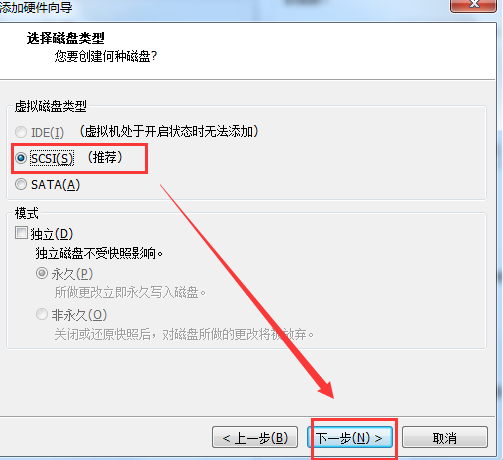 添加硬件向导
选择磁盘类型
您要创建何种磁盘?
虚拟磁盘类型
IDE(I) （虚拟机处于开启状态时无法添加）
SCSI(S) （推荐）
SATA(A)
模式
独立(D)
独立磁盘不受快照影响。
永久(P)
所做更改立即永久写入磁盘。
非永久(O)
关闭或还原快照后，对磁盘所做的更改将被放弃。
< 上一步(B) 下一步(N) > 取消